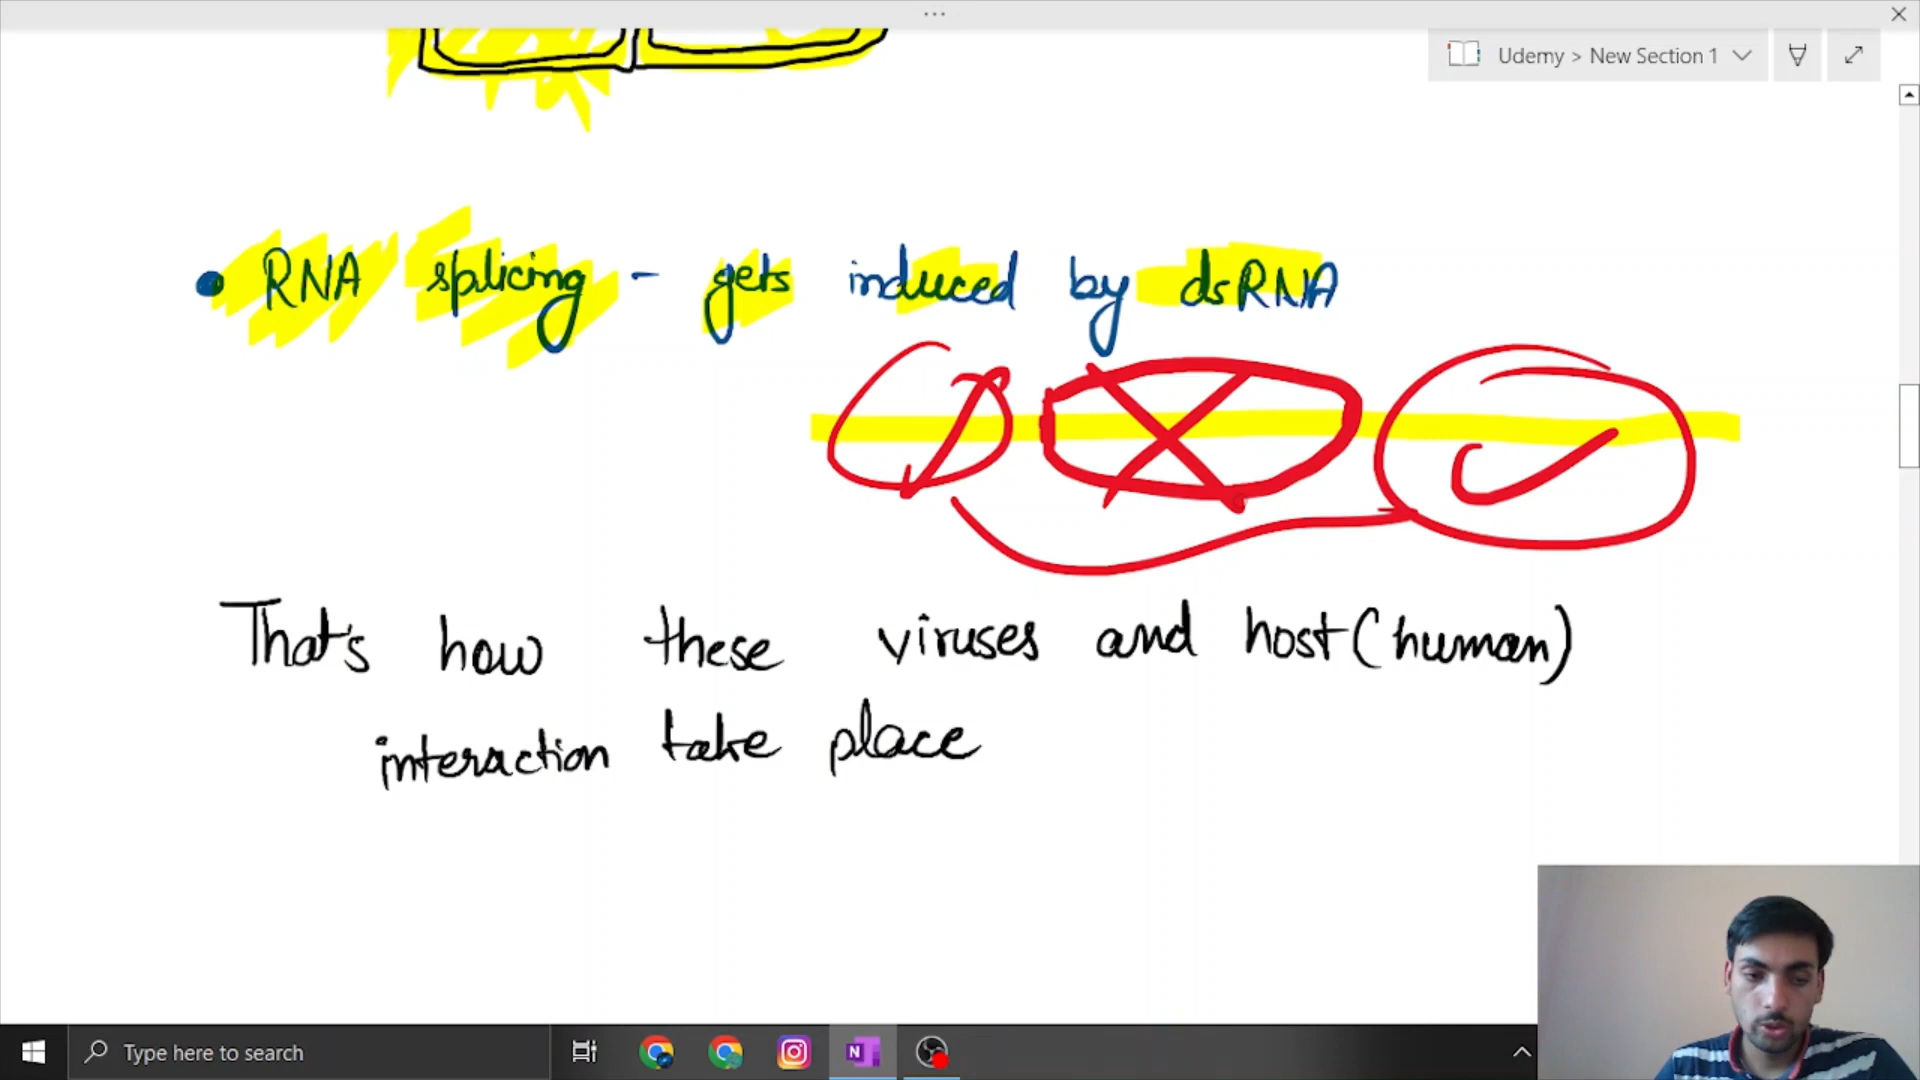 ...
Udemy > New Section 1
• RNA splicing - gets induced by dsRNA
That's how these viruses and host (human)
interaction take place
Type here to search
N